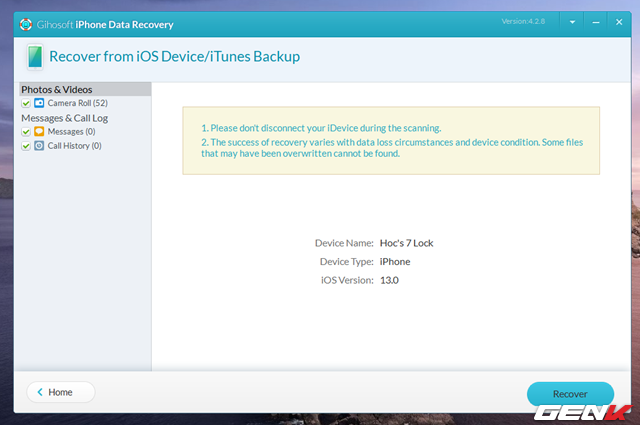 Gihosoft iPhone Data Recovery
Version:4.2.8
Recover from iOS Device/iTunes Backup
Photos & Videos
Camera Roll (52)
Messages & Call Log
Messages (0)
Call History (0)
1. Please don't disconnect your iDevice during the scanning.
2. The success of recovery varies with data loss circumstances and device condition. Some files
that may have been overwritten cannot be found.
Device Name: Hoc's 7 Lock
Device Type: iPhone
iOS Version: 13.0
Home
Recover
GENK